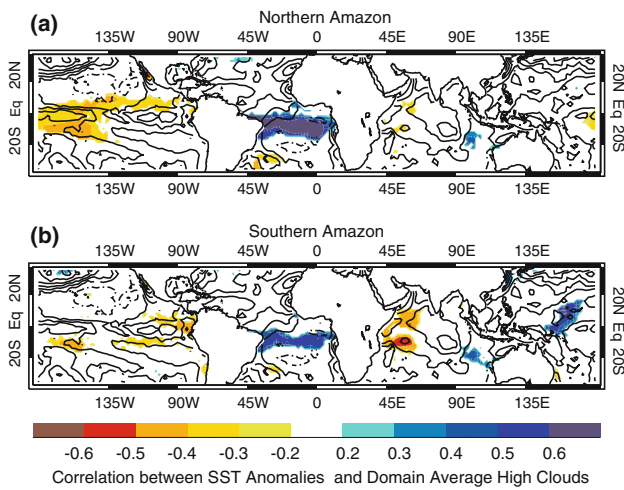 Northern Amazon
(a)
135W 90W 45W 0 45E 90E 135E
20N Eq 20S
20N Eq 20S
135W 90W 45W 0 45E 90E 135E
Southern Amazon
(b)
135W 90W 45W 0 45E 90E 135E
20N Eq 20S
20N Eq 20S
135W 90W 45W 0 45E 90E 135E
-0.6 -0.5 -0.4 -0.3 -0.2 0.2 0.3 0.4 0.5 0.6
Correlation between SST Anomalies and Domain Average High Clouds